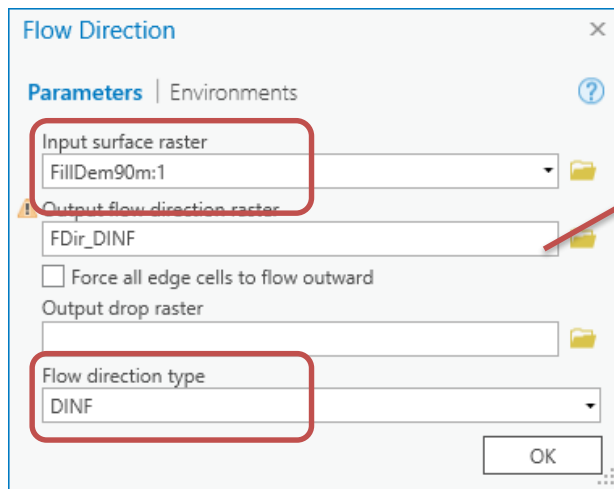 Flow Direction
Parameters | Environments
Input surface raster
FillDem90m:1
Output flow direction raster
FDir_DINF
Force all edge cells to flow outward
Output drop raster
Flow direction type
DINF
OK